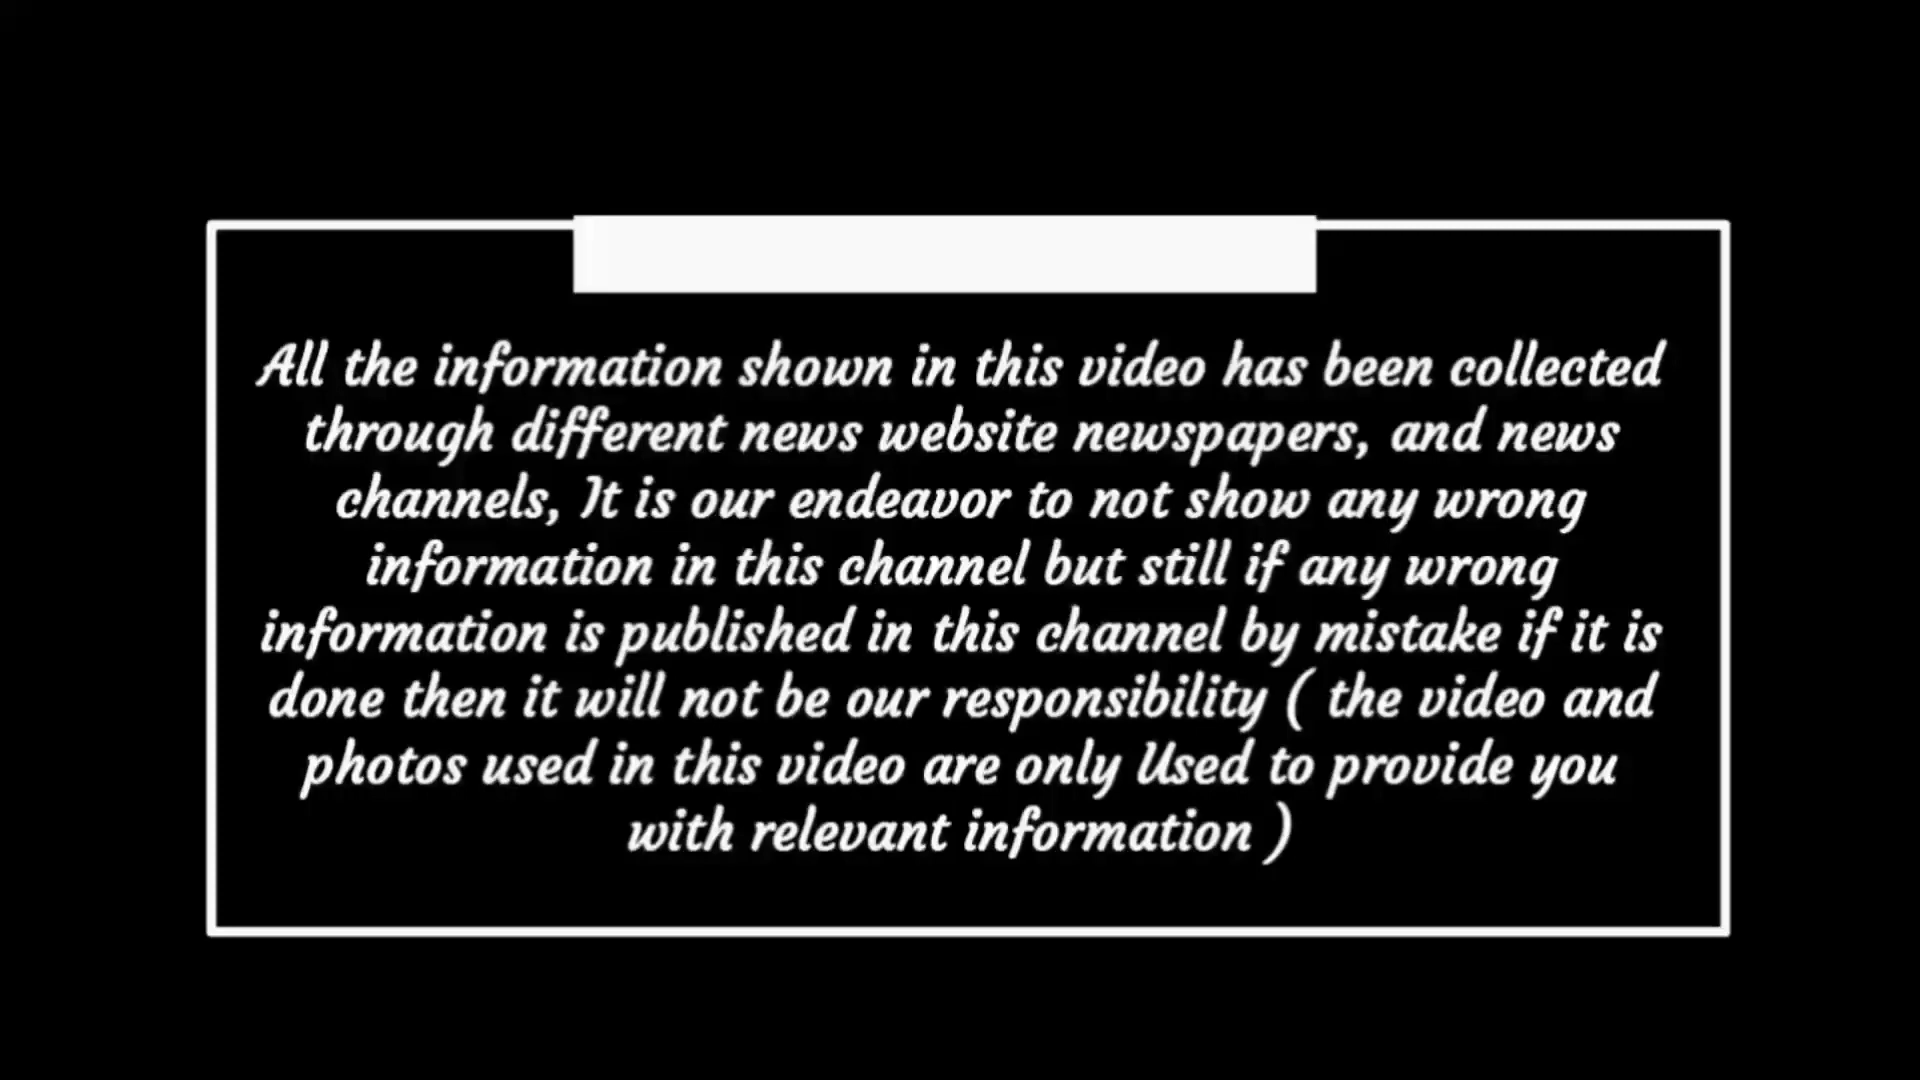 All the information shown in this video has been collected
through different news website newspapers, and news
channels, It is our endeavor to not show any wrong
information in this channel but still if any wrong
information is published in this channel by mistake if it is
done then it will not be our responsibility ( the video and
photos used in this video are only Used to provide you
with relevant information )